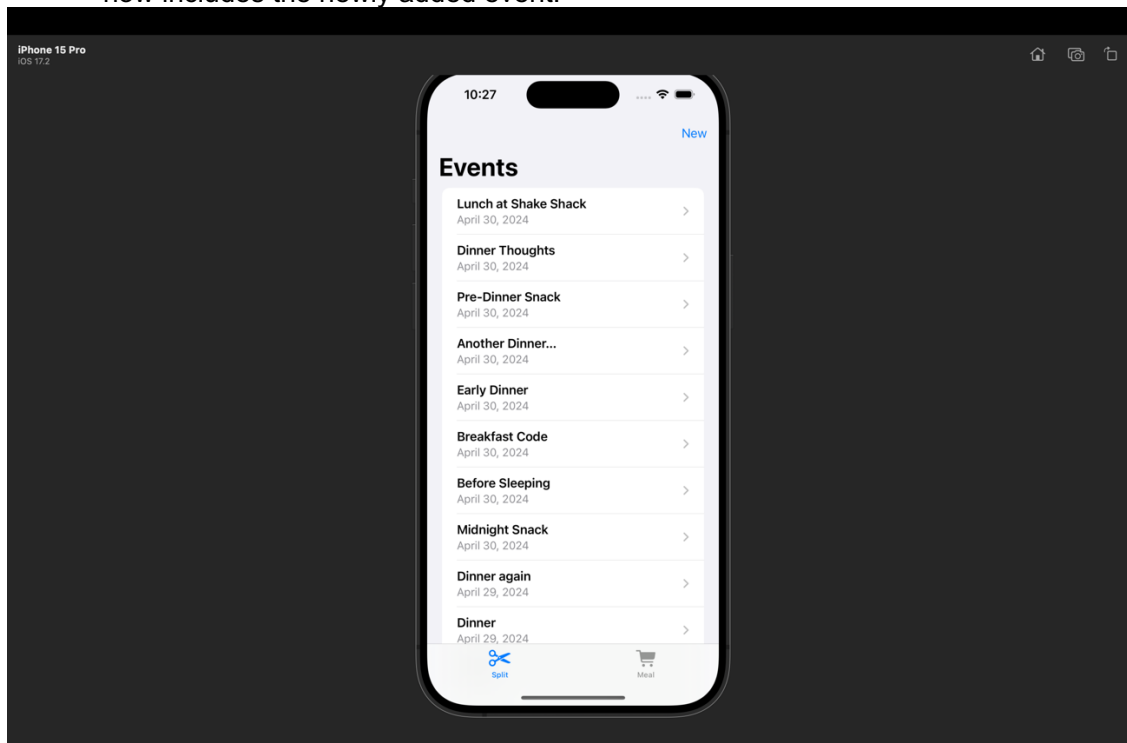 now includes the newly added event.
iPhone 15 Pro
iOS 17.2
10:27
New
Events
Lunch at Shake Shack
April 30, 2024
Dinner Thoughts
April 30, 2024
Pre-Dinner Snack
April 30, 2024
Another Dinner...
April 30, 2024
Early Dinner
April 30, 2024
Breakfast Code
April 30, 2024
Before Sleeping
April 30, 2024
Midnight Snack
April 30, 2024
Dinner again
April 29, 2024
Dinner
April 29, 2024
Split
Meal